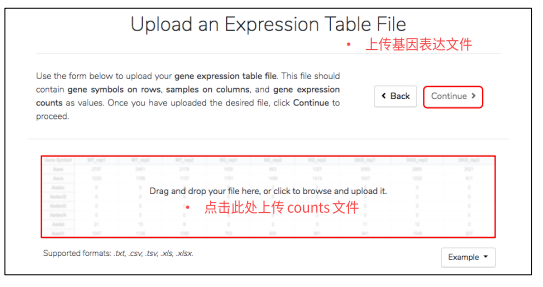 Upload an Expression Table File
• 上传基因表达文件
Use the form below to upload your gene expression table file. This file should
contain gene symbols on rows, samples on columns, and gene expression
counts as values. Once you have uploaded the desired file, click Continue to
proceed.
Back
Continue
Drag and drop your file here, or click to browse and upload it.
• 点击此处上传 counts 文件
Supported formats: .txt, .csv, .tsv, .xls, .xlsx.
Example